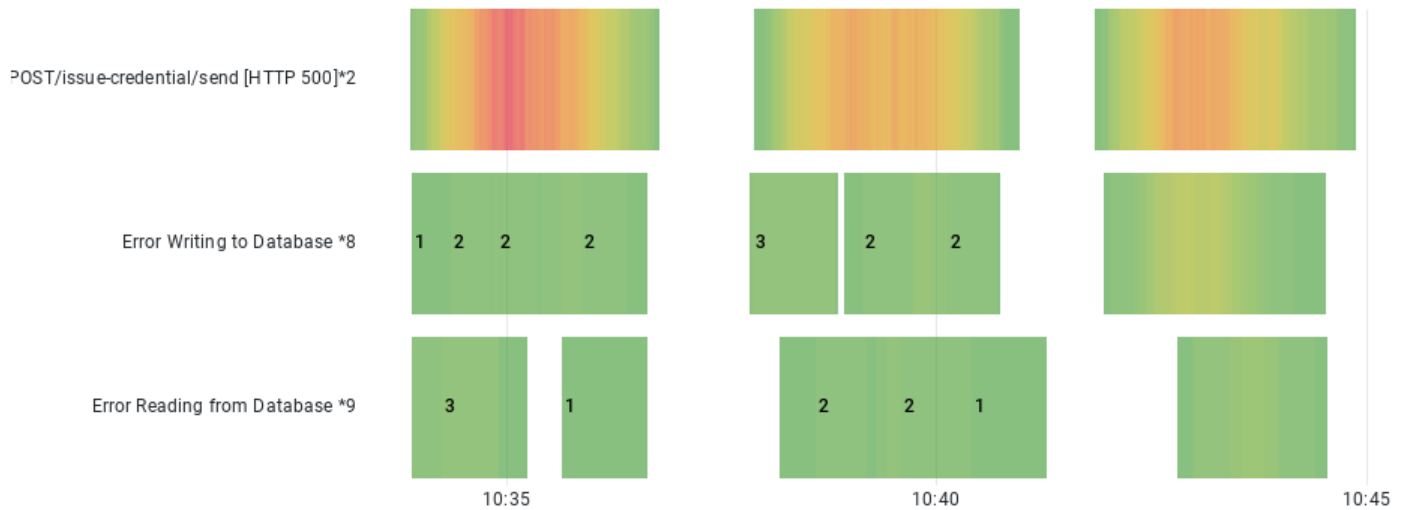 POST/issue-credential/send [HTTP 500]*2
Error Writing to Database *8
1 2 2 2 3 2 2
Error Reading from Database *9
3 1 2 2 1
10:35 10:40 10:45